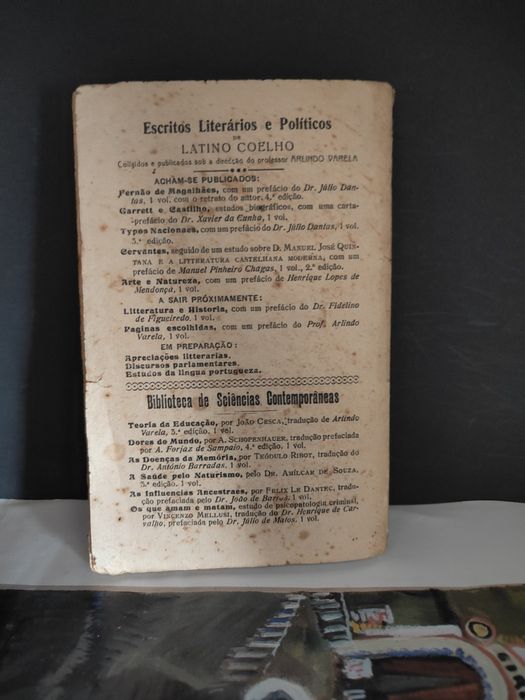 Escritos Literários e Políticos
DE
LATINO COELHO
Coligidos e publicados sob a direcção do professor ARLINDO VARELA
ACHAM-SE PUBLICADOS:
Fernão de Magalhães, com um prefácio do Dr. Júlio Dan-
tas, 1 vol. com o retrato do autor. 4.ª edição.
Garrett e Castilho, estudos biográficos, com uma carta-
prefácio do Dr. Xavier da Cunha, 1 vol.
Typos Nacionaes, com um prefácio do Dr. Júlio Dantas, 1 vol.
3.ª edição.
Cervantes, seguido de um estudo sobre D. MANUEL JOSÉ QUIN-
TANA E A LITTERATURA CASTELHANA MODERNA, com um
prefácio de Manuel Pinheiro Chagas, 1 vol., 2.ª edição.
Arte e Natureza, com um prefácio de Henrique Lopes de
Mendonça, 1 vol.
A SAIR PRÓXIMAMENTE:
Litteratura e Historia, com um prefácio do Dr. Fidelino
de Figueiredo. 1 vol.
Paginas escolhidas, com um prefácio do Prof. Arlindo
Varela, 1 vol.
EM PREPARAÇÃO:
Apreciações litterarias.
Discursos parlamentares.
Estudos da lingua portugueza.
Biblioteca de Sciências Contemporâneas
Teoria da Educação, por JOÃO CESCA, tradução de Arlindo
Varela, 3.ª edição. 1 vol.
Dores do Mundo, por A. SCHOPENHAUER, tradução prefaciada
por A. Forjaz de Sampaio, 4.ª edição. 1 vol.
As Doenças da Memória, por TEÓDULO RIBOT, tradução do
Dr. António Barradas. 1 vol.
A Saúde pelo Naturismo, pelo DR. AMÍLCAR DE SOUZA.
3.ª edição. 1 vol.
As Influencias Ancestraes, por FELIX LE DANTEC, tradu-
ção prefaciada pelo Dr. João de Barros. 1 vol.
Os que amam e matam, estudo de psicopatologia criminal,
por VINCENZO MELLUSI, tradução do Dr. Henrique de Car-
valho, prefaciada pelo Dr. Júlio de Matos. 1 vol.